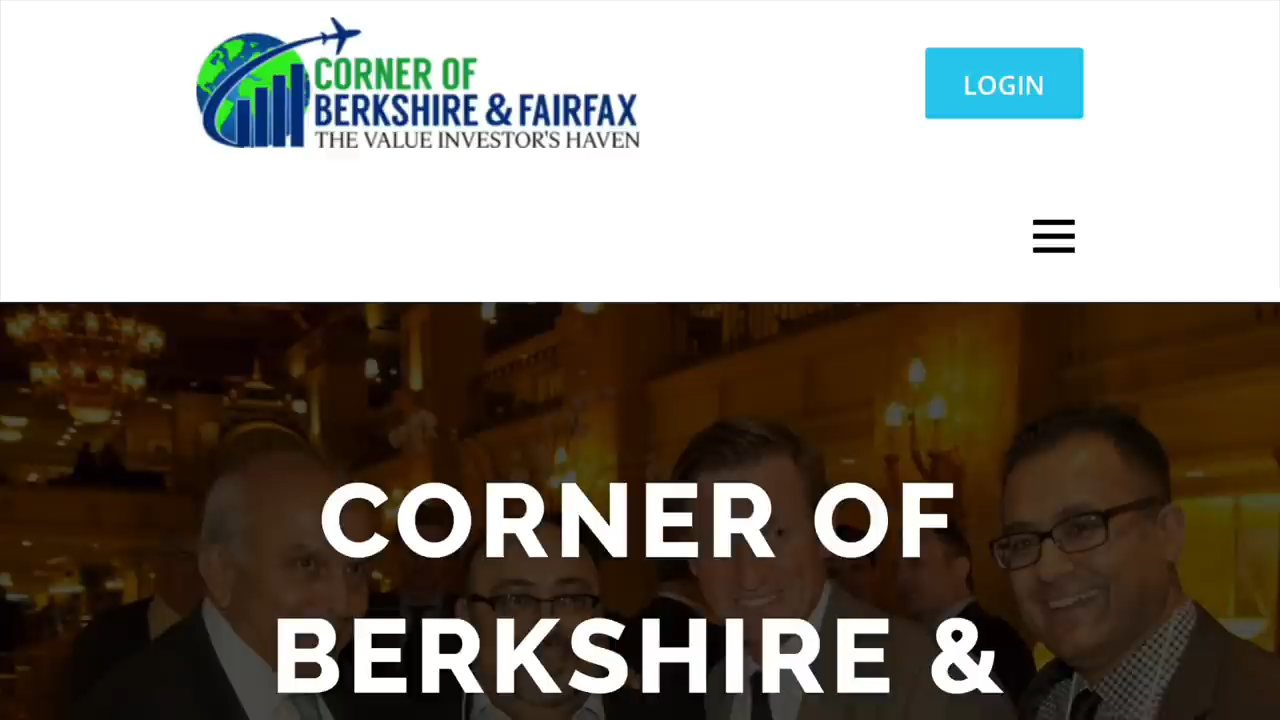 CORNER OF
BERKSHIRE & FAIRFAX
THE VALUE INVESTOR'S HAVEN
LOGIN
CORNER OF
BERKSHIRE &